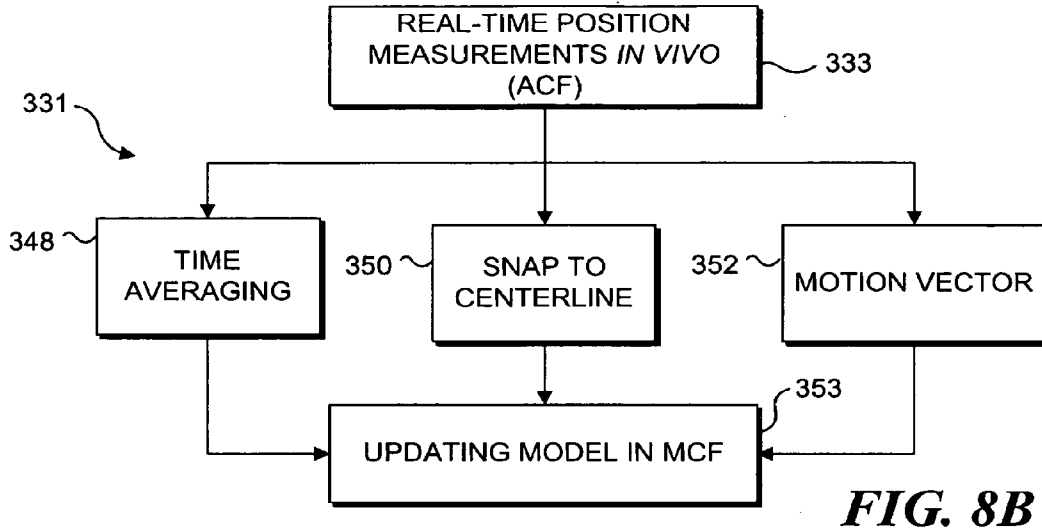 REAL-TIME POSITION
MEASUREMENTS IN VIVO
(ACF)
333
331
348
TIME
AVERAGING
350
SNAP TO
CENTERLINE
352
MOTION VECTOR
353
UPDATING MODEL IN MCF
FIG. 8B